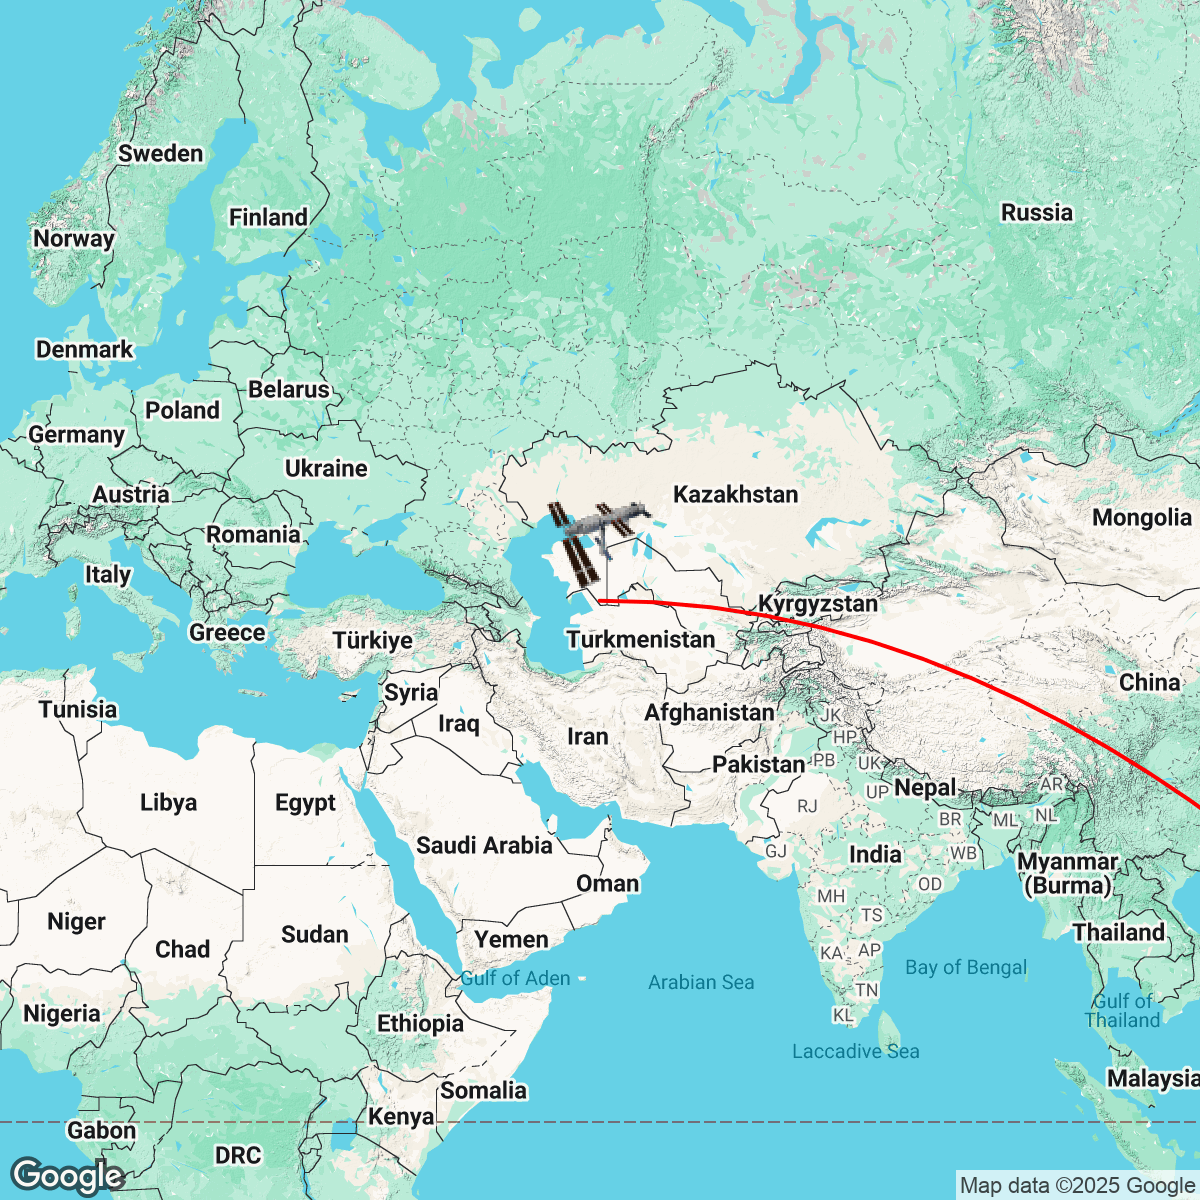 Sweden
Russia
Finland
Norway
Denmark
Belarus
Poland
Germany
Ukraine
Austria
Kazakhstan
Mongolia
Romania
Italy
Kyrgyzstan
Greece
Türkiye
Turkmenistan
China
Syria
Tunisia
Iraq
Afghanistan
JK
Iran
HP
Pakistan
PB
UK
Nepal
AR
UP
Libya
Egypt
RJ
BR
ML
NL
Saudi Arabia
GJ
India
WB
Myanmar
(Burma)
Oman
OD
MH
TS
Niger
Sudan
Thailand
Chad
Yemen
KA
AP
Gulf of Aden
Arabian Sea
Bay of Bengal
TN
Nigeria
Ethiopia
KL
Gulf of
Thailand
Laccadive Sea
Malaysia
Somalia
Kenya
Gabon
DRC
Google
Map data ©2025 Google